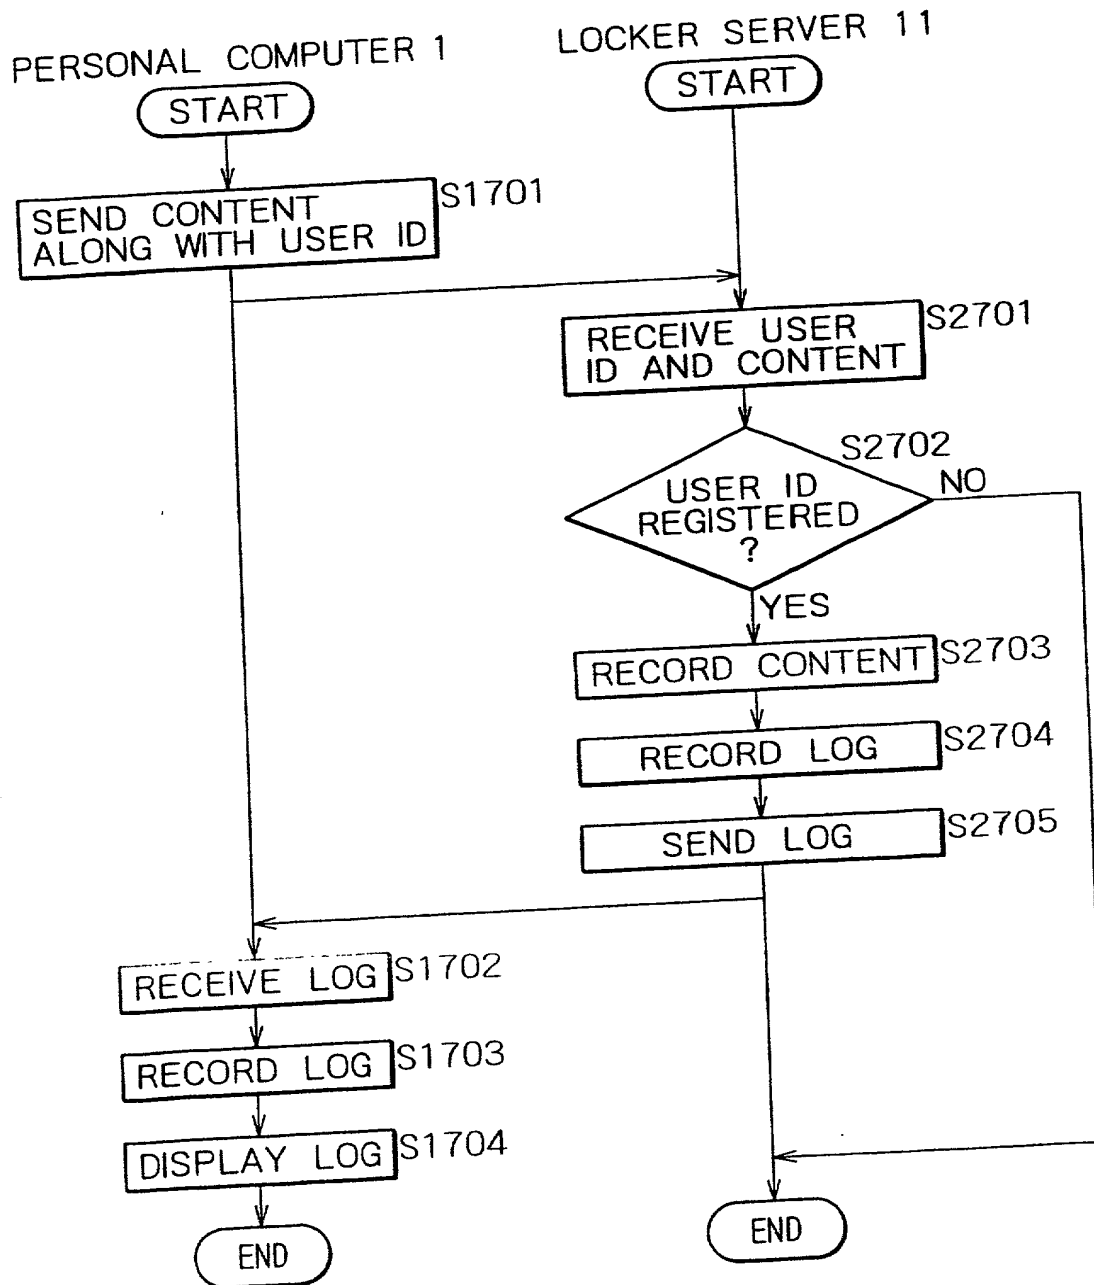 PERSONAL COMPUTER 1
LOCKER SERVER 11
START
START
SEND CONTENT
ALONG WITH USER ID
S1701
RECEIVE USER
ID AND CONTENT
S2701
S2702
USER ID
REGISTERED
?
NO
YES
RECORD CONTENT
S2703
RECORD LOG
S2704
SEND LOG
S2705
RECEIVE LOG
S1702
RECORD LOG
S1703
DISPLAY LOG
S1704
END
END